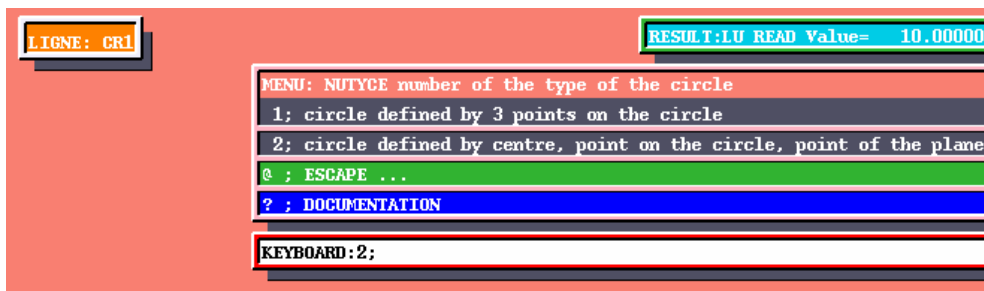 LIGNE: CR1
RESULT:LU READ Value=   10.00000
MENU: NUTYCE number of the type of the circle
1; circle defined by 3 points on the circle
2; circle defined by centre, point on the circle, point of the plane
@ ; ESCAPE ...
? ; DOCUMENTATION
KEYBOARD:2;